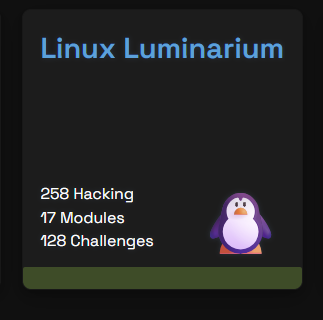 Linux Luminarium
258 Hacking
17 Modules
128 Challenges